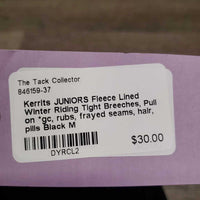 The Tack Collector
846159-37
Kerrits JUNIORS Fleece Lined
Winter Riding Tight Breeches, Pull
on *gc, rubs, frayed seams, hair,
pills Black M
$30.00
DYRCL2